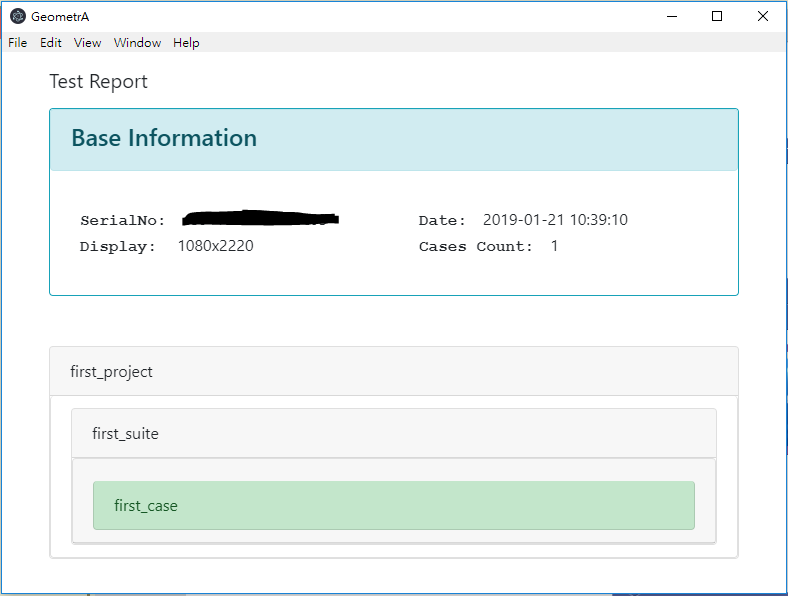 GeometrA
File Edit View Window Help
Test Report
Base Information
SerialNo: Date: 2019-01-21 10:39:10
Display: 1080x2220 Cases Count: 1
first_project
first_suite
first_case